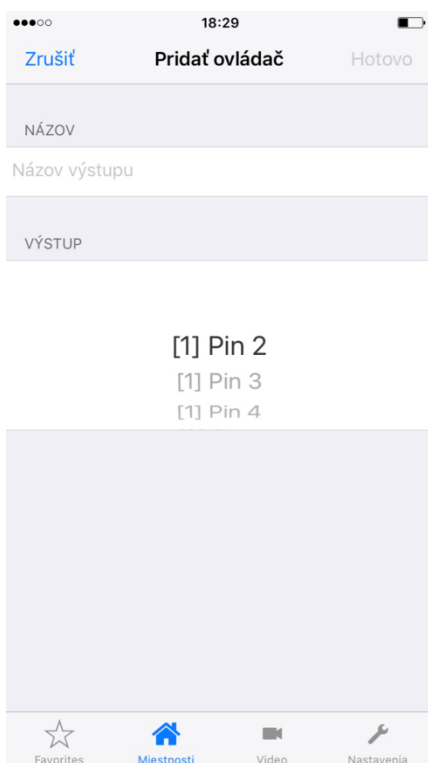 18:29
Zrušiť Pridať ovládač Hotovo
NÁZOV
Názov výstupu
VÝSTUP
[1] Pin 2
[1] Pin 3
[1] Pin 4
Favorites Miestnosti Video Nastavenia